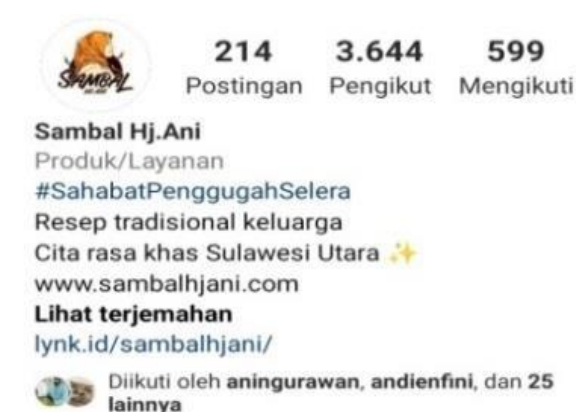 SAMBAL
214 3.644 599
Postingan Pengikut Mengikuti
Sambal Hj.Ani
Produk/Layanan
#SahabatPenggugahSelera
Resep tradisional keluarga
Cita rasa khas Sulawesi Utara ✨
www.sambalhjani.com
Lihat terjemahan
lynk.id/sambalhjani/
Diikuti oleh aningurawan, andienfini, dan 25
lainnya